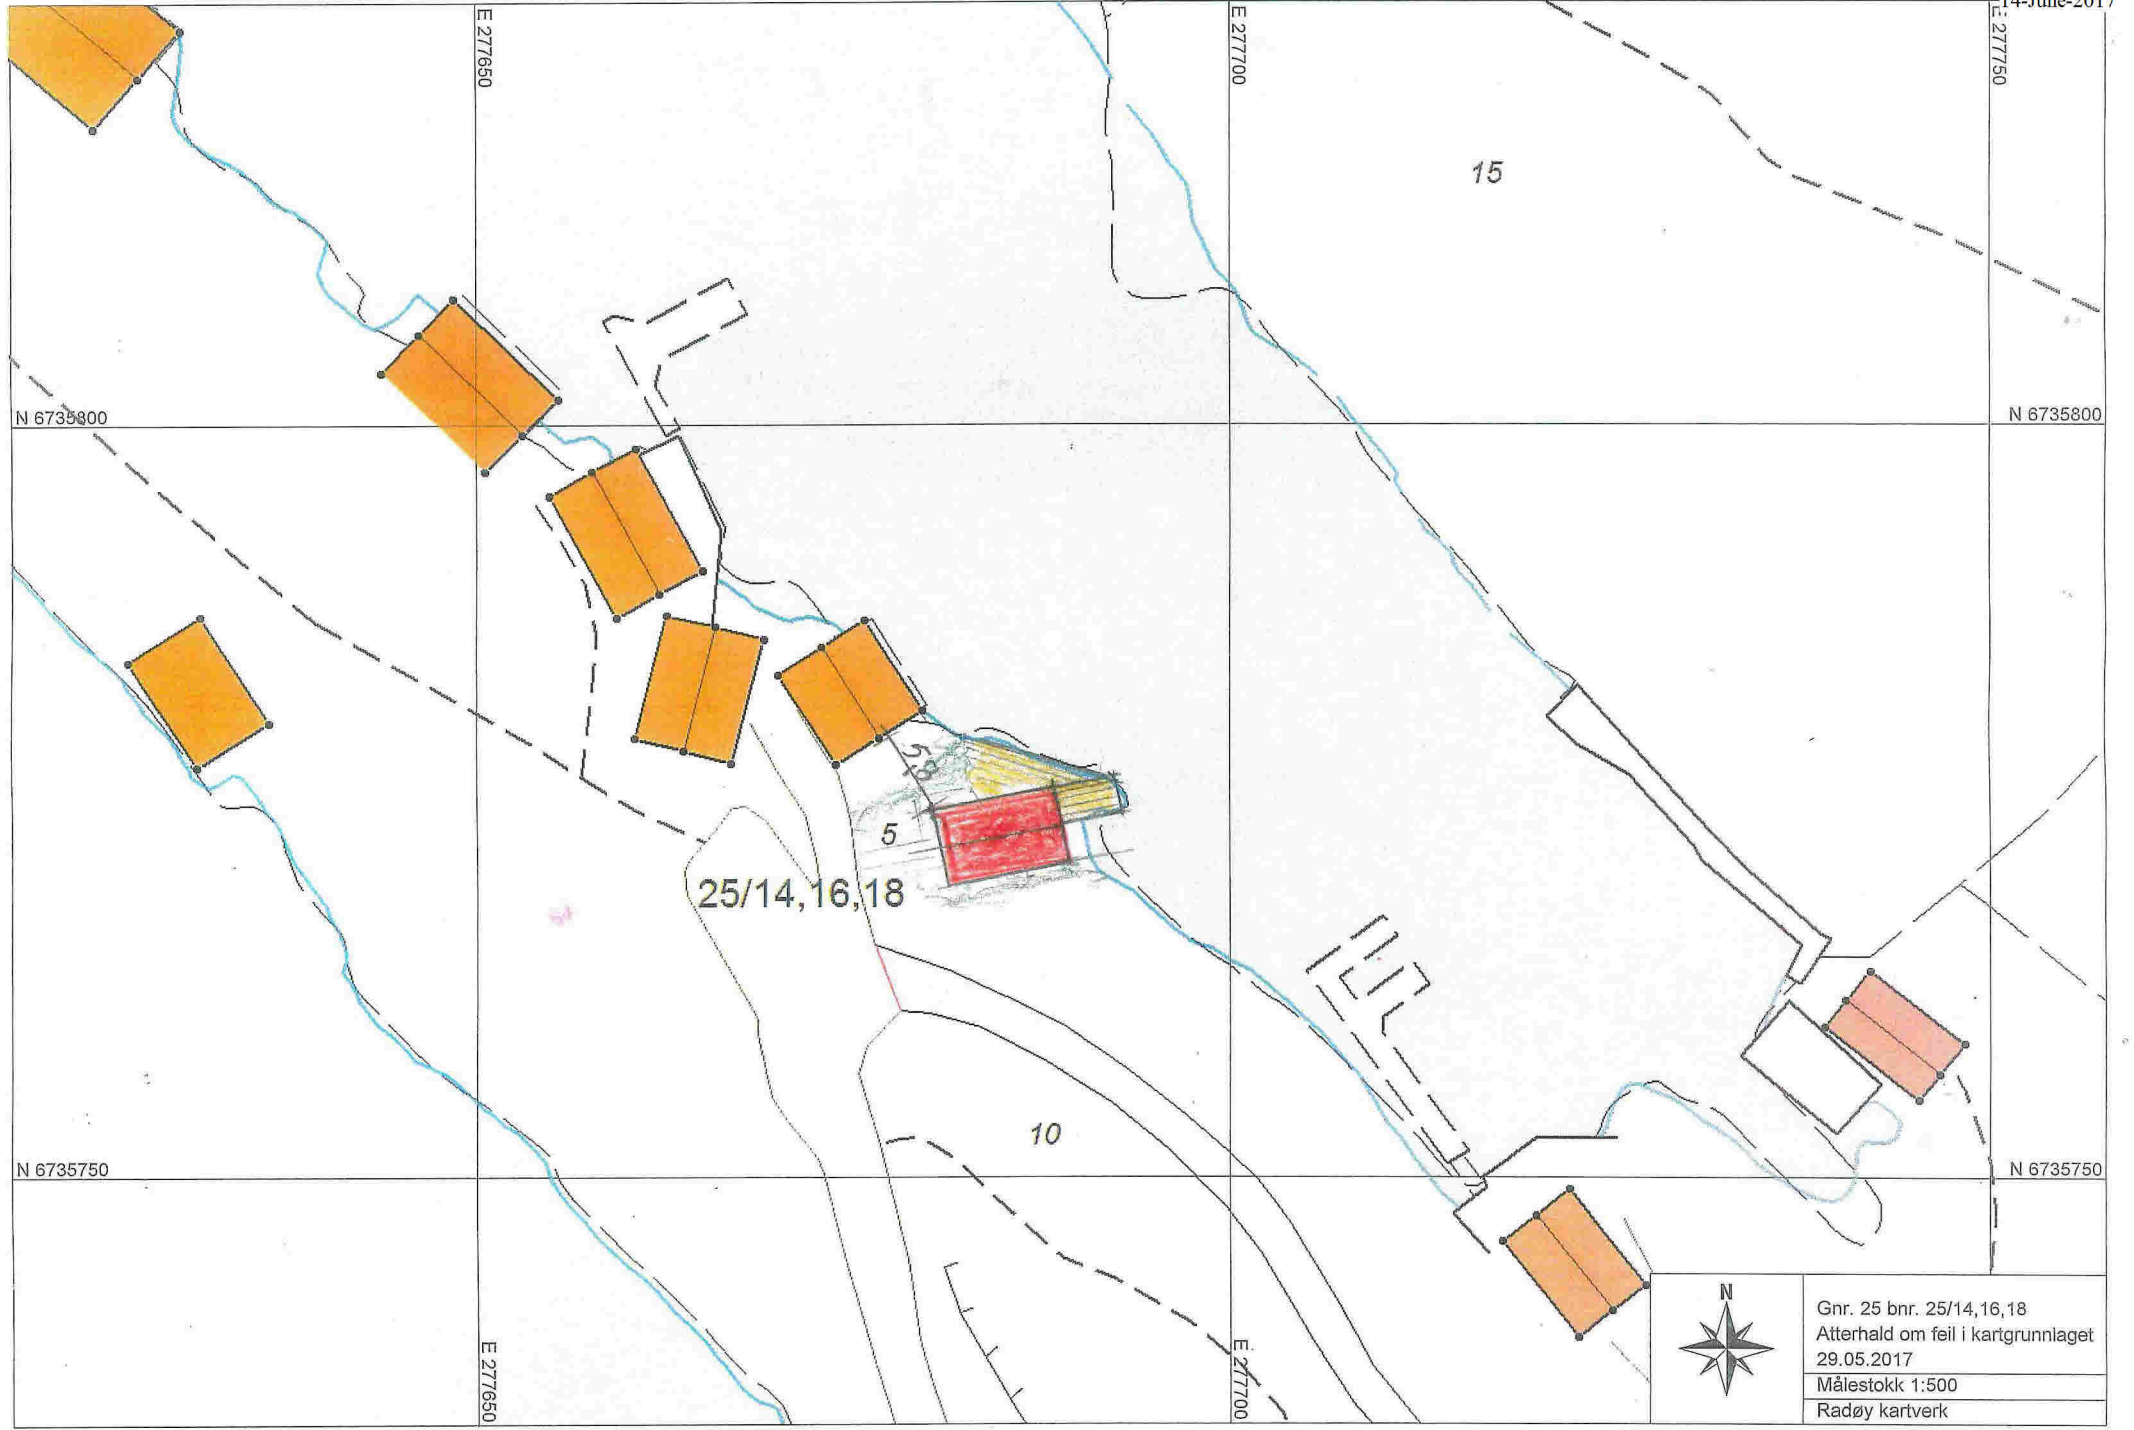 14-June-2017
E 277650
E 277700
E 277750
15
N 6735800
N 6735800
5
25/14,16,18
10
N 6735750
N 6735750
E 277650
E 277700
N
Gnr. 25 bnr. 25/14,16,18
Atterhald om feil i kartgrunnlaget
29.05.2017
Målestokk 1:500
Radøy kartverk